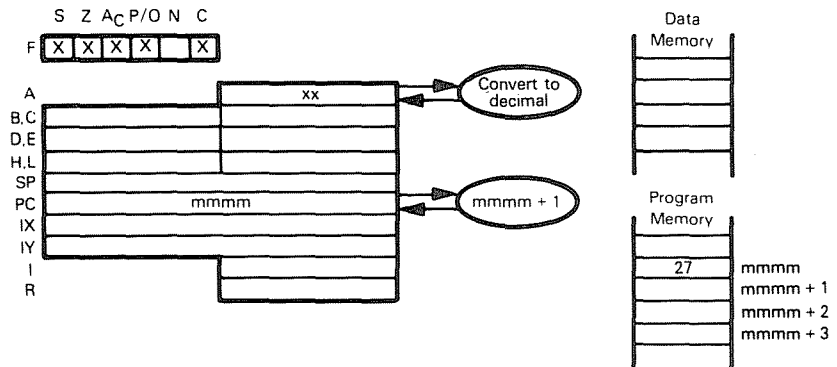 S Z AC P/O N C
F X X X X X
A xx
Convert to
decimal
B,C
D,E
H,L
SP
PC mmmm
mmmm + 1
IX
IY
I
R
Data
Memory
Program
Memory
27 mmmm
mmmm + 1
mmmm + 2
mmmm + 3